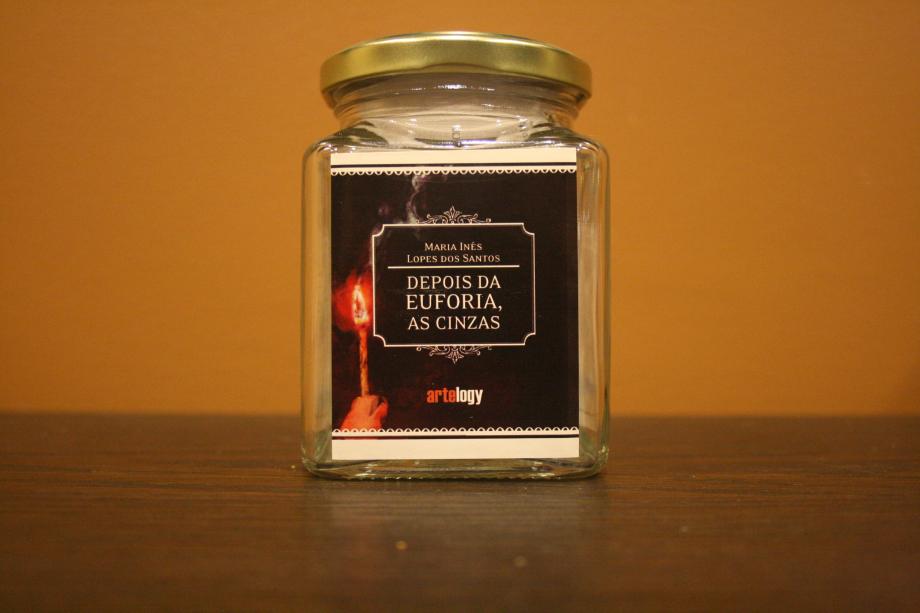 MARIA INÊS
LOPES DOS SANTOS
DEPOIS DA
EUFORIA,
AS CINZAS
artelogy